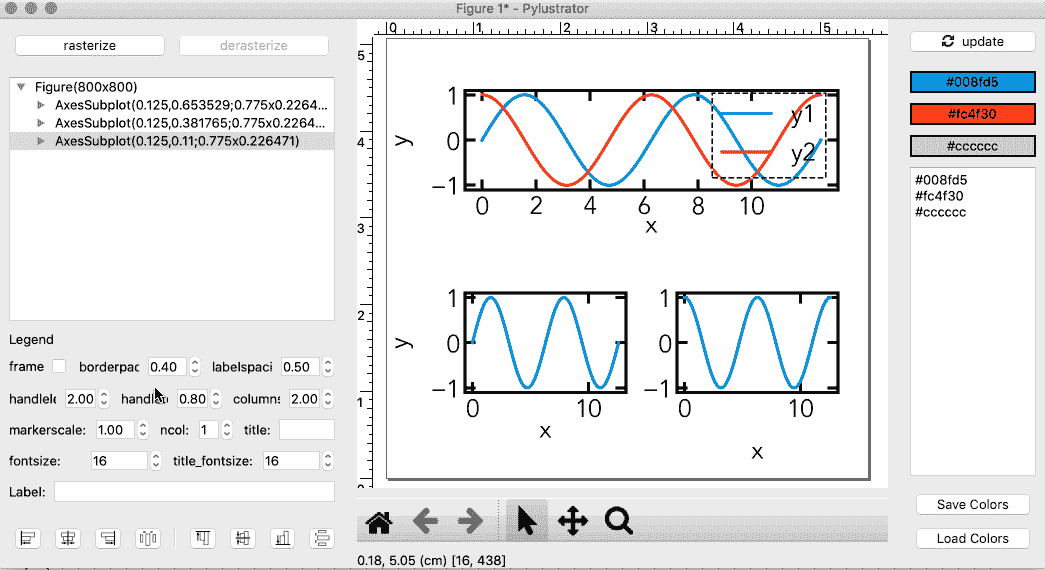 Figure 1* - Pylustrator
rasterize
derasterize
Figure(800x800)
AxesSubplot(0.125,0.653529;0.775x0.2264...
AxesSubplot(0.125,0.381765;0.775x0.2264...
AxesSubplot(0.125,0.11;0.775x0.226471)
Legend
frame borderpac 0.40 labelspaci 0.50
handlele 2.00 0.80 column: 2.00
markerscale: 1.00 ncol: 1 title:
fontsize: 16 title_fontsize: 16
Label:
0 1 2 3 4 5
5
4
3
2
1
y
1
0
−1
0 2 4 6 8 10
x
y1
y2
y
1
0
−1
0 10
x
1
0
−1
0 10
x
0.18, 5.05 (cm) [16, 438]
update
#008fd5
#fc4f30
#cccccc
#008fd5
#fc4f30
#cccccc
Save Colors
Load Colors